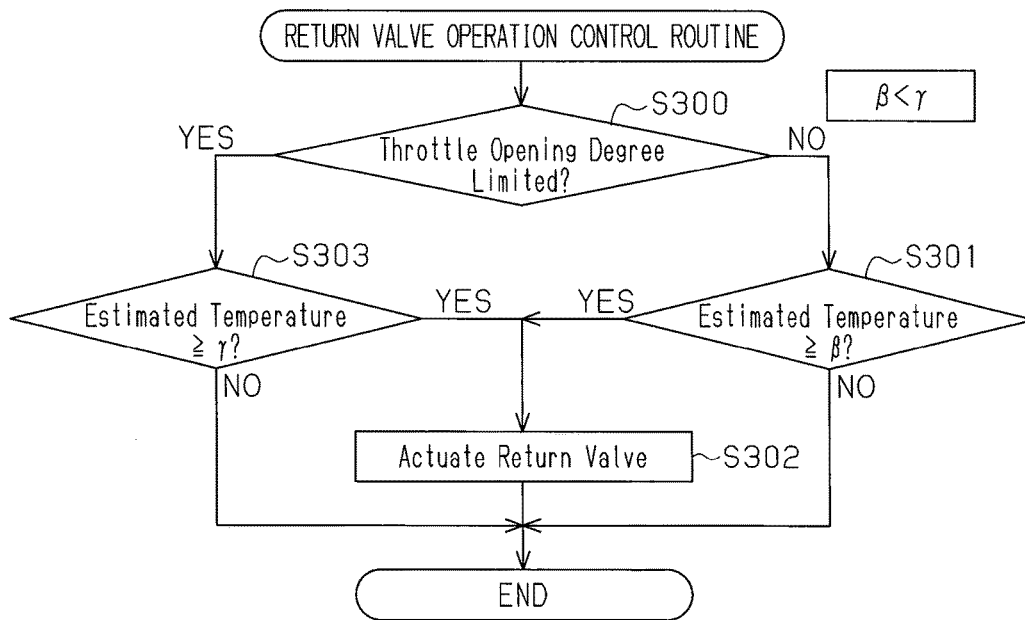 RETURN VALVE OPERATION CONTROL ROUTINE
β<γ
S300
YES
NO
Throttle Opening Degree
Limited?
S303
S301
Estimated Temperature
≧ γ?
YES
YES
Estimated Temperature
≧ β?
NO
NO
Actuate Return Valve
S302
END